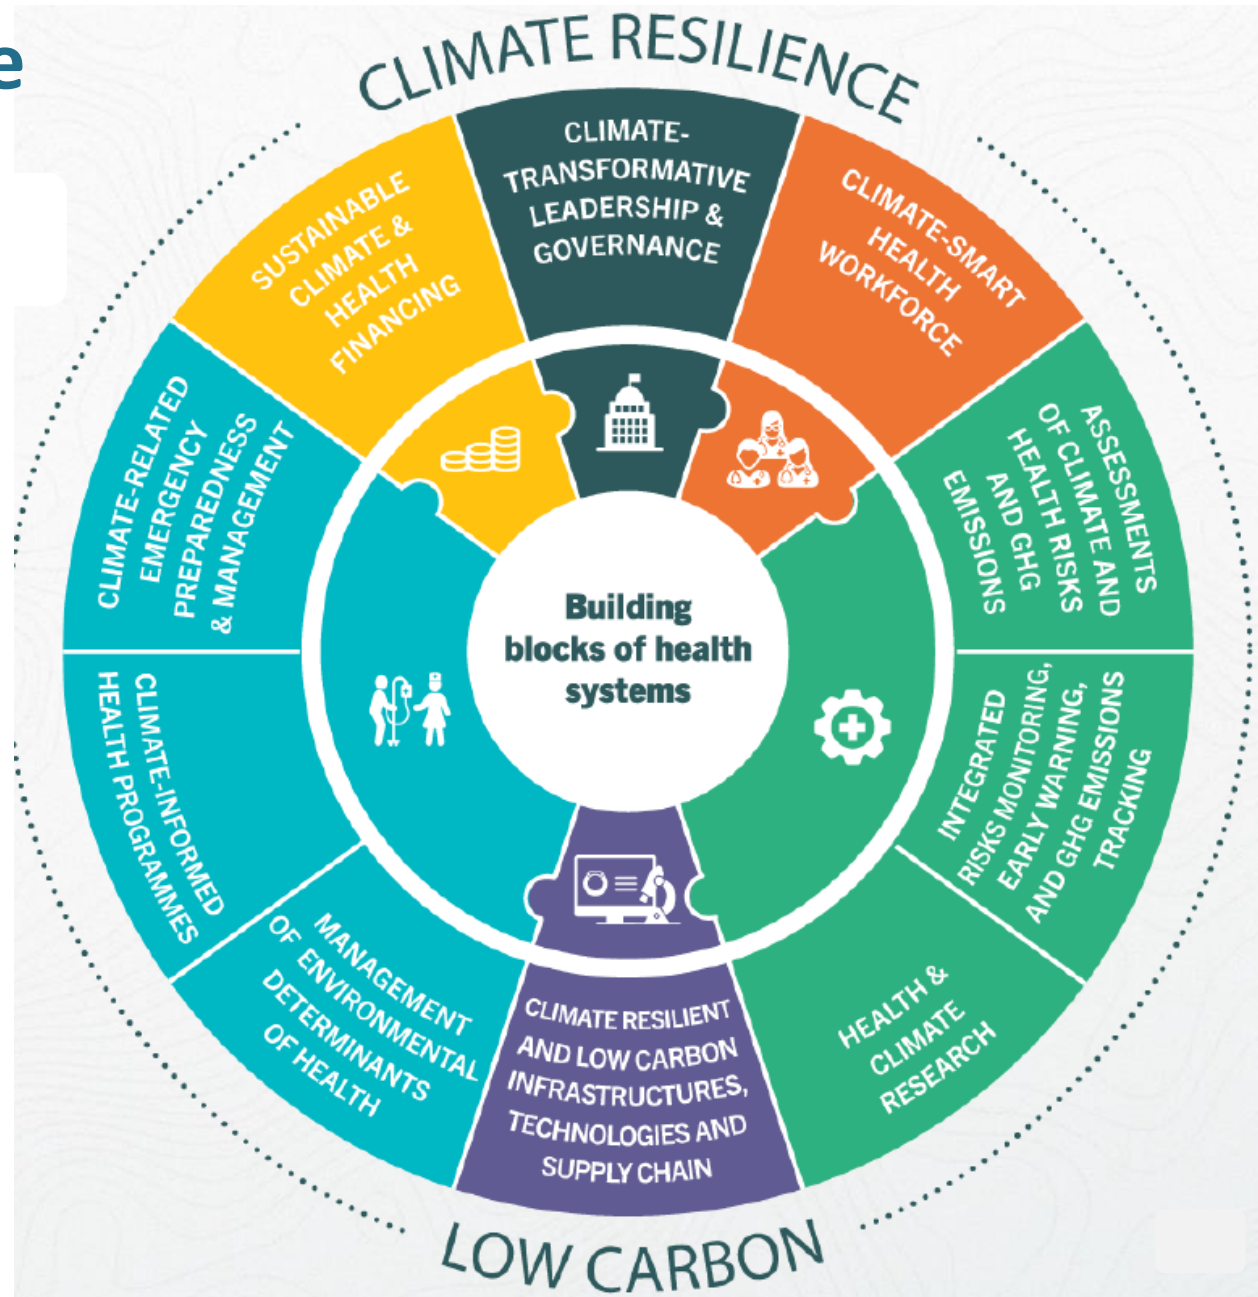 e
CLIMATE RESILIENCE
CLIMATE-
TRANSFORMATIVE
LEADERSHIP &
GOVERNANCE
CLIMATE-SMART
HEALTH
WORKFORCE
ASSESSMENTS
OF CLIMATE AND
HEALTH RISKS
AND GHG
EMISSIONS
INTEGRATED
RISKS MONITORING,
EARLY WARNING,
AND GHG EMISSIONS
TRACKING
HEALTH &
CLIMATE
RESEARCH
CLIMATE RESILIENT
AND LOW CARBON
INFRASTRUCTURES,
TECHNOLOGIES AND
SUPPLY CHAIN
MANAGEMENT
OF ENVIRONMENTAL
DETERMINANTS
OF HEALTH
CLIMATE-INFORMED
HEALTH PROGRAMMES
CLIMATE-RELATED
EMERGENCY
PREPAREDNESS
& MANAGEMENT
SUSTAINABLE
CLIMATE &
HEALTH
FINANCING
Building
blocks of health
systems
LOW CARBON